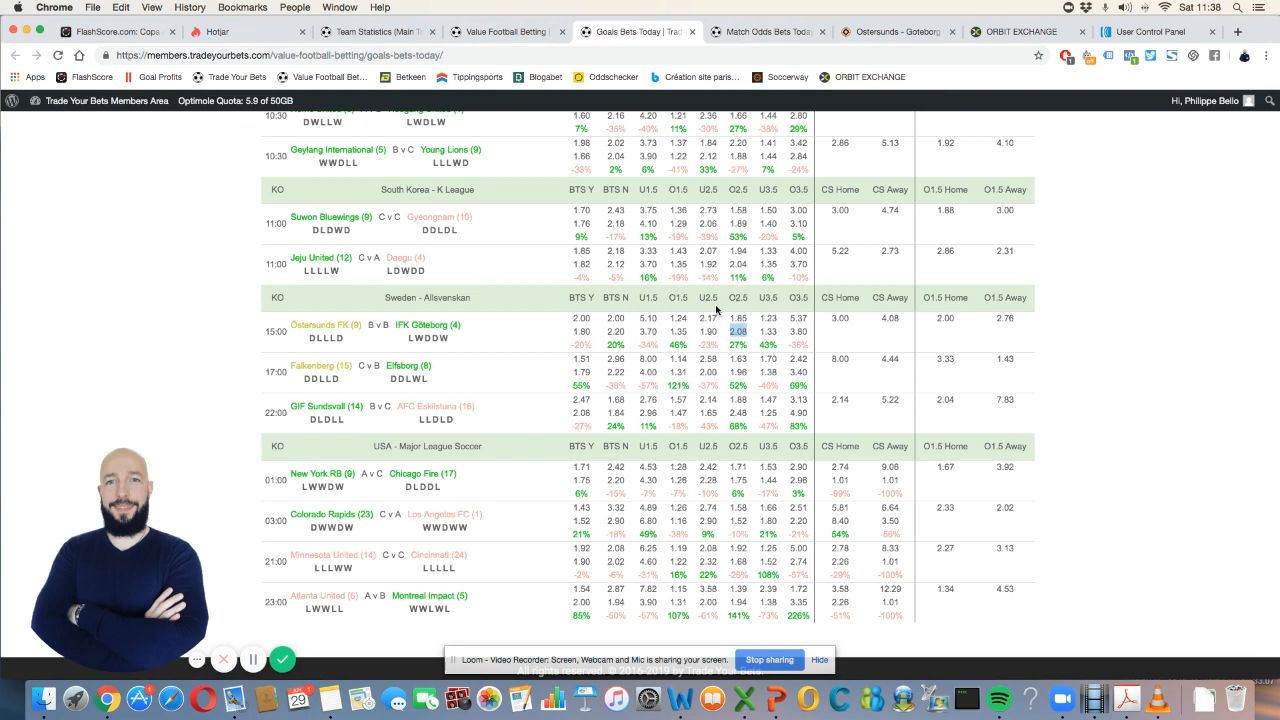 Chrome File Edit View History Bookmarks People Window Help Sat 11:38
FlashScore.com: Copa Hotjar Team Statistics (Main T Value Football Betting | Goals Bets Today | Trad Match Odds Bets Today Ostersunds - Goteborg ORBIT EXCHANGE User Control Panel
https://members.tradeyourbets.com/value-football-betting/goals-bets-today/
Apps FlashScore Goal Profits Trade Your Bets Value Football Bet... Betkeen Tippingsports Blogabet Oddschecker Création site paris... Soccerway ORBIT EXCHANGE
Trade Your Bets Members Area Optimole Quota: 5.9 of 50GB Hi, Philippe Bello
10:30 1.60 2.16 4.20 1.21 2.36 1.66 1.44 2.80
DWLLW LWDLW
7% -35% -40% 11% -30% 27% -38% 29%
1.98 2.02 3.73 1.37 1.84 2.20 1.41 3.42 2.86 5.13 1.92 4.10
10:30 Geylang International (5) B v C Young Lions (9)
1.66 2.04 3.90 1.22 2.12 1.88 1.44 2.84
WWDLL LLLWD
-33% 2% 6% -41% 33% -27% 7% -24%
KO South Korea - K League BTS Y BTS N U1.5 O1.5 U2.5 O2.5 U3.5 O3.5 CS Home CS Away O1.5 Home O1.5 Away
1.70 2.43 3.75 1.36 2.73 1.58 1.50 3.00 3.00 4.74 1.88 3.00
11:00 Suwon Bluewings (9) C v C Gyeongnam (10)
1.76 2.18 4.10 1.29 2.06 1.89 1.40 3.10
DLDWD DDLDL
9% -17% 13% -19% -39% 53% -20% 5%
1.85 2.18 3.33 1.43 2.07 1.94 1.33 4.00 5.22 2.73 2.86 2.31
11:00 Jeju United (12) C v A Daegu (4)
1.82 2.12 3.70 1.35 1.92 2.04 1.35 3.70
LLLLW LDWDD
-4% -5% 16% -19% -14% 11% 6% -10%
KO Sweden - Allsvenskan BTS Y BTS N U1.5 O1.5 U2.5 O2.5 U3.5 O3.5 CS Home CS Away O1.5 Home O1.5 Away
2.00 2.00 5.10 1.24 2.17 1.85 1.23 5.37 3.00 4.08 2.00 2.76
15:00 Östersunds FK (9) B v B IFK Göteborg (4)
1.80 2.20 3.70 1.35 1.90 2.08 1.33 3.80
DLLLD LWDDW
-20% 20% -34% 46% -23% 27% 43% -36%
1.51 2.96 8.00 1.14 2.58 1.63 1.70 2.42 8.00 4.44 3.33 1.43
17:00 Falkenberg (15) C v B Elfsborg (8)
1.79 2.22 4.00 1.31 2.00 1.96 1.38 3.40
DDLLD DDLWL
55% -38% -57% 121% -37% 52% -46% 69%
2.47 1.68 2.76 1.57 2.14 1.88 1.47 3.13 2.14 5.22 2.04 7.83
22:00 GIF Sundsvall (14) B v C AFC Eskilstuna (16)
2.08 1.84 2.96 1.47 1.65 2.48 1.25 4.90
DLDLL LLDLD
-27% 24% 11% -18% -43% 68% -47% 83%
KO USA - Major League Soccer BTS Y BTS N U1.5 O1.5 U2.5 O2.5 U3.5 O3.5 CS Home CS Away O1.5 Home O1.5 Away
1.71 2.42 4.53 1.28 2.42 1.71 1.53 2.90 2.74 9.06 1.67 3.92
01:00 New York RB (9) A v C Chicago Fire (17)
1.75 2.20 4.30 1.26 2.28 1.75 1.44 2.96 1.01 1.01
LWWDW DLDDL
6% -15% -7% -7% -10% 6% -17% 3% -99% -100%
1.43 3.32 4.89 1.26 2.74 1.58 1.66 2.51 5.81 6.64 2.33 2.02
03:00 Colorado Rapids (23) C v A Los Angeles FC (1)
1.52 2.90 6.80 1.16 2.90 1.52 1.80 2.20 8.40 3.50
DWWDW WWDWW
21% -18% 49% -38% 9% -10% 21% -21% 54% -56%
1.92 2.08 6.25 1.19 2.08 1.92 1.25 5.00 2.78 8.33 2.27 3.13
21:00 Minnesota United (14) C v C Cincinnati (24)
1.90 2.02 4.60 1.22 2.32 1.68 1.52 2.74 2.26 1.01
LLLWW LLLLL
-2% -6% -31% 16% 22% -26% 108% -57% -29% -100%
1.54 2.87 7.82 1.15 3.58 1.39 2.39 1.72 3.58 12.29 1.34 4.53
23:00 Atlanta United (6) A v B Montreal Impact (5)
2.00 1.94 3.90 1.31 2.00 1.94 1.38 3.35 2.26 1.01
LWWLL WWLWL
85% -50% -57% 107% -61% 141% -73% 226% -51% -100%
Loom: Video Recorder: Screen, Webcam and Mic is sharing your screen. Stop sharing Hide
All rights reserved. © 2016-2019 by Trade Your Bets.